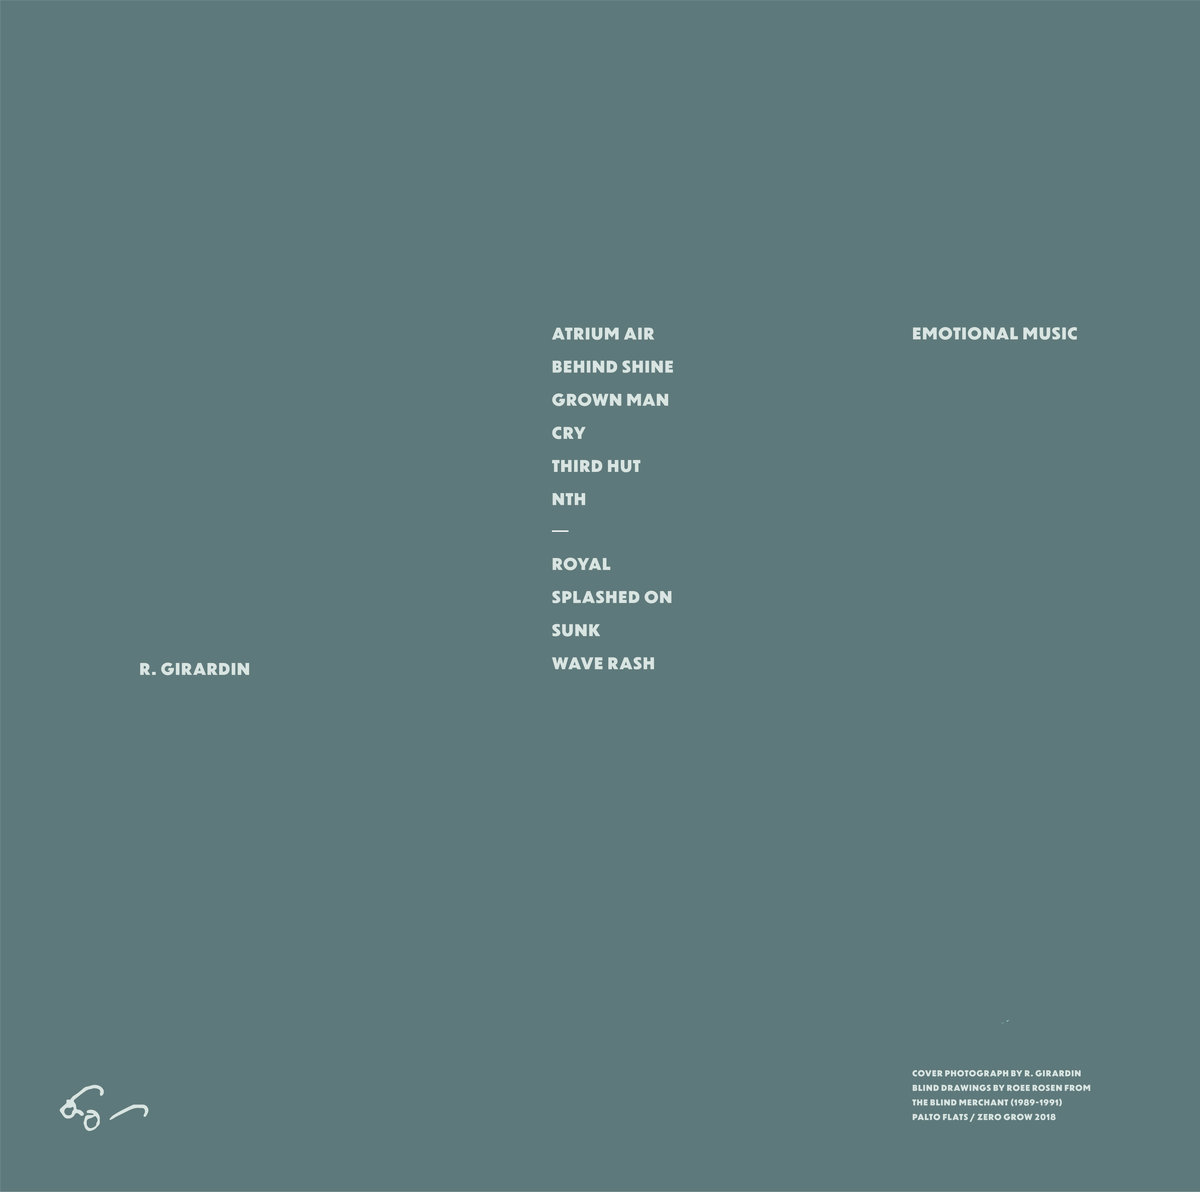 ATRIUM AIR
BEHIND SHINE
GROWN MAN
CRY
THIRD HUT
NTH
—
ROYAL
SPLASHED ON
SUNK
WAVE RASH
EMOTIONAL MUSIC
R. GIRARDIN
COVER PHOTOGRAPH BY R. GIRARDIN
BLIND DRAWINGS BY ROEE ROSEN FROM
THE BLIND MERCHANT (1989-1991)
PALTO FLATS / ZERO GROW 2018